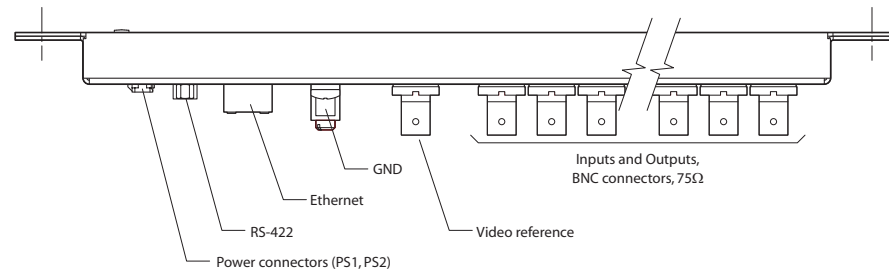 GND
Inputs and Outputs,
BNC connectors, 75Ω
Ethernet
RS-422
Video reference
Power connectors (PS1, PS2)